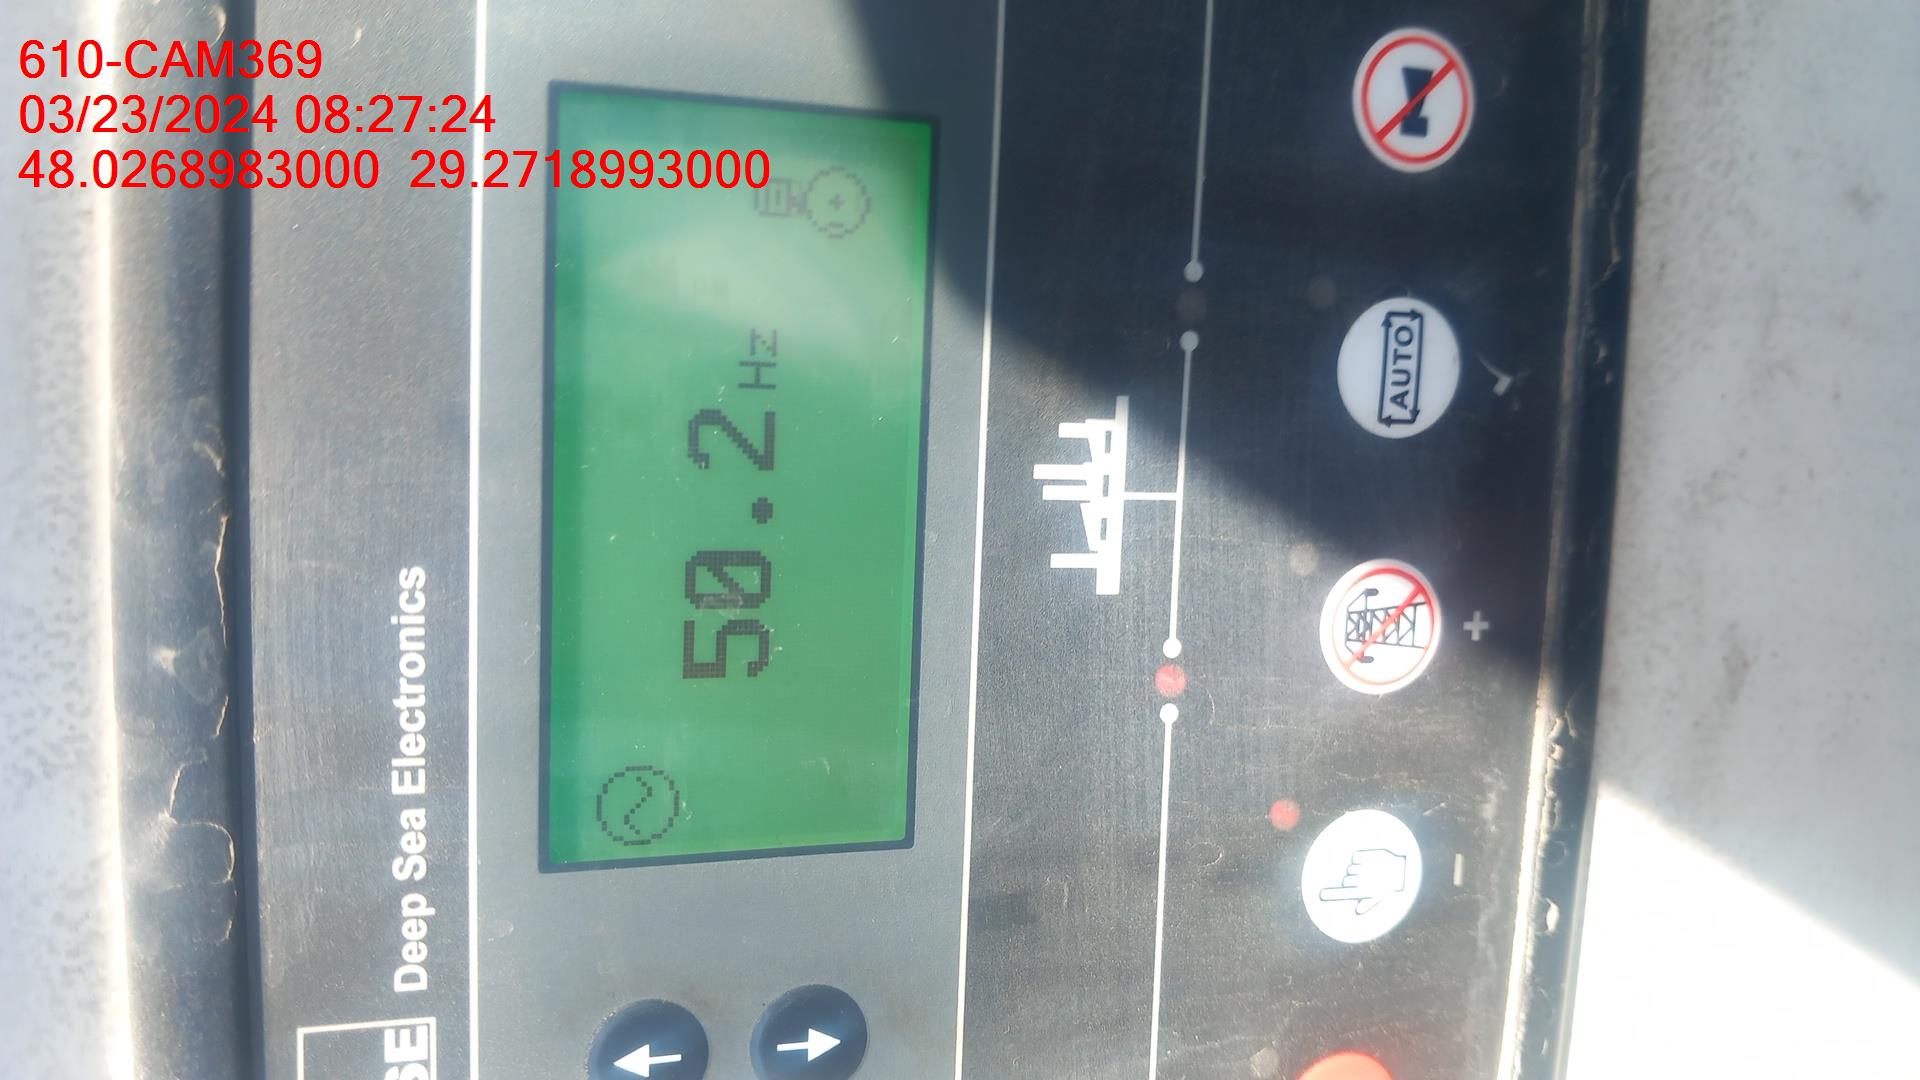 610-CAM369
03/23/2024 08:27:24
48.0268983000 29.2718993000
SE Deep Sea Electronics
50.2 Hz
AUTO
+
-